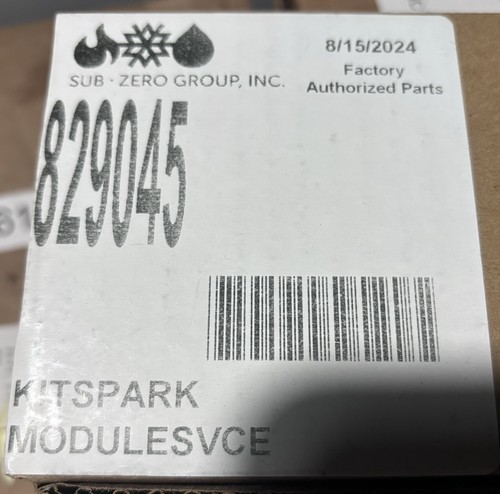 8/15/2024
SUB-ZERO GROUP, INC.
Factory
Authorized Parts
829045
KITSPARK
MODULESVCE